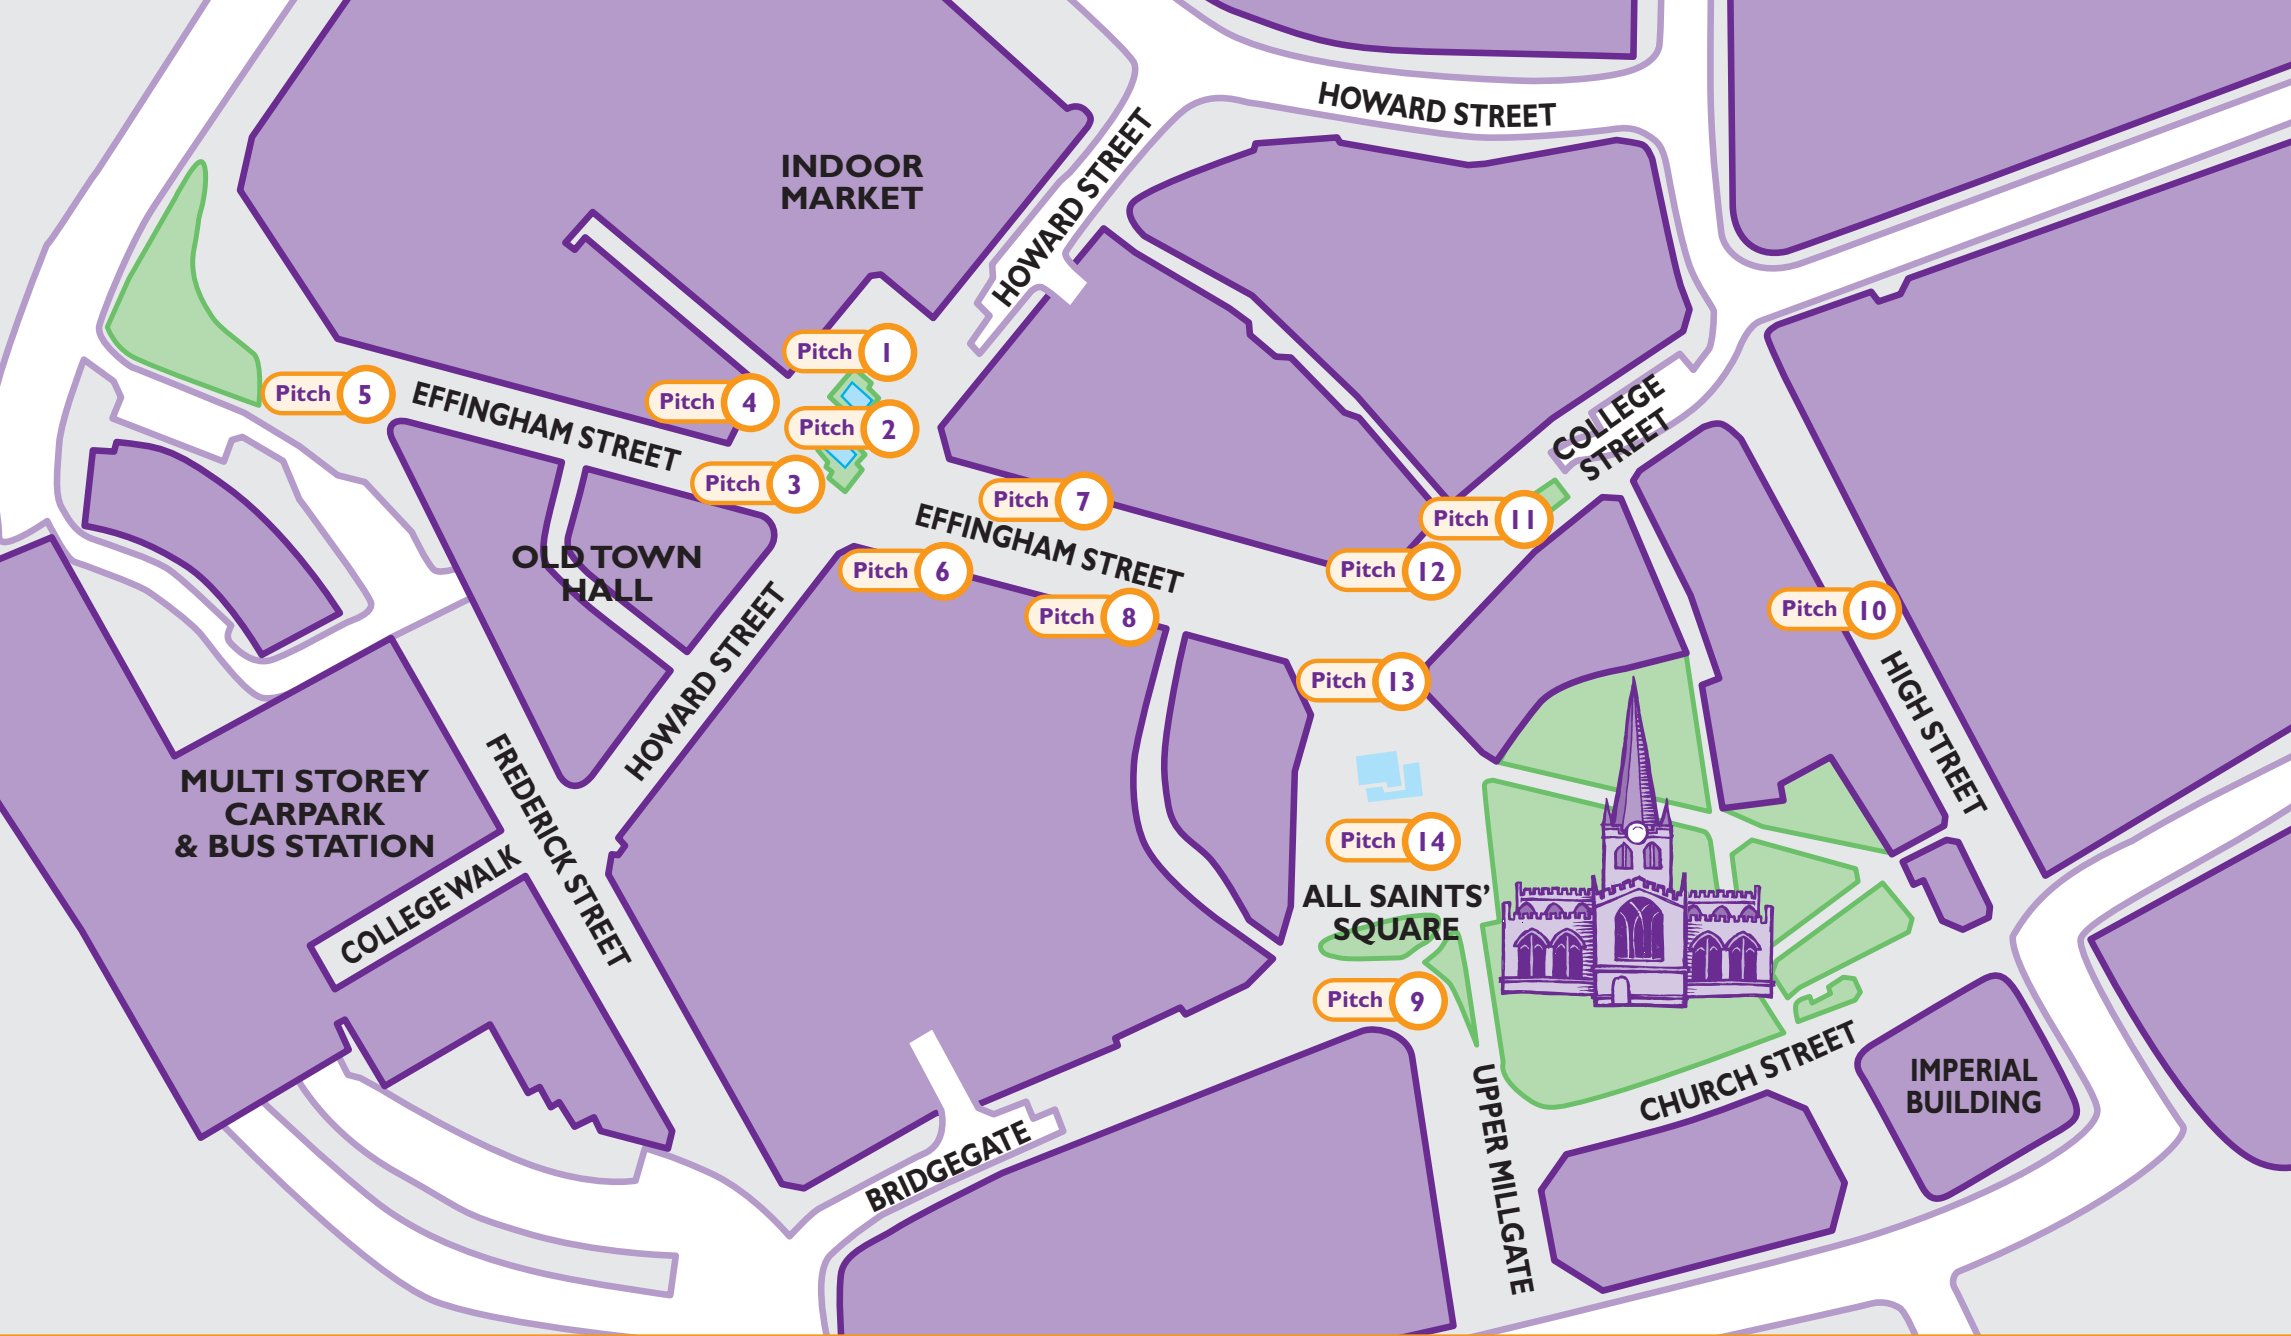 HOWARD STREET
INDOOR
MARKET
HOWARD STREET
Pitch 1
Pitch 5
EFFINGHAM STREET
Pitch 4
Pitch 2
Pitch 3
COLLEGE
STREET
Pitch 7
Pitch 11
EFFINGHAM STREET
OLD TOWN
HALL
Pitch 6
Pitch 12
Pitch 8
Pitch 10
HOWARD STREET
Pitch 13
HIGH STREET
MULTI STOREY
CARPARK
& BUS STATION
FREDERICK STREET
COLLEGE WALK
Pitch 14
ALL SAINTS'
SQUARE
Pitch 9
CHURCH STREET
IMPERIAL
BUILDING
BRIDGEGATE
UPPER MILLGATE